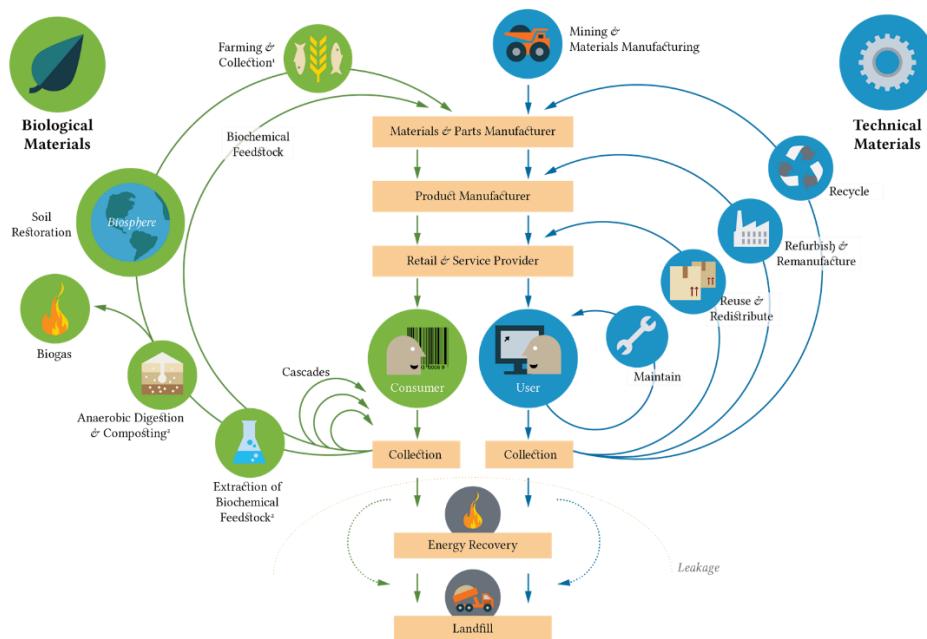 Biological
Materials
Farming &
Collection¹
Mining &
Materials Manufacturing
Technical
Materials
Biochemical
Feedstock
Materials & Parts Manufacturer
Recycle
Soil
Restoration
Biosphere
Product Manufacturer
Refurbish &
Remanufacture
Retail & Service Provider
Reuse &
Redistribute
Biogas
Consumer
User
Maintain
Cascades
Anaerobic Digestion
& Composting²
Collection
Collection
Extraction of
Biochemical
Feedstock²
Energy Recovery
Leakage
Landfill